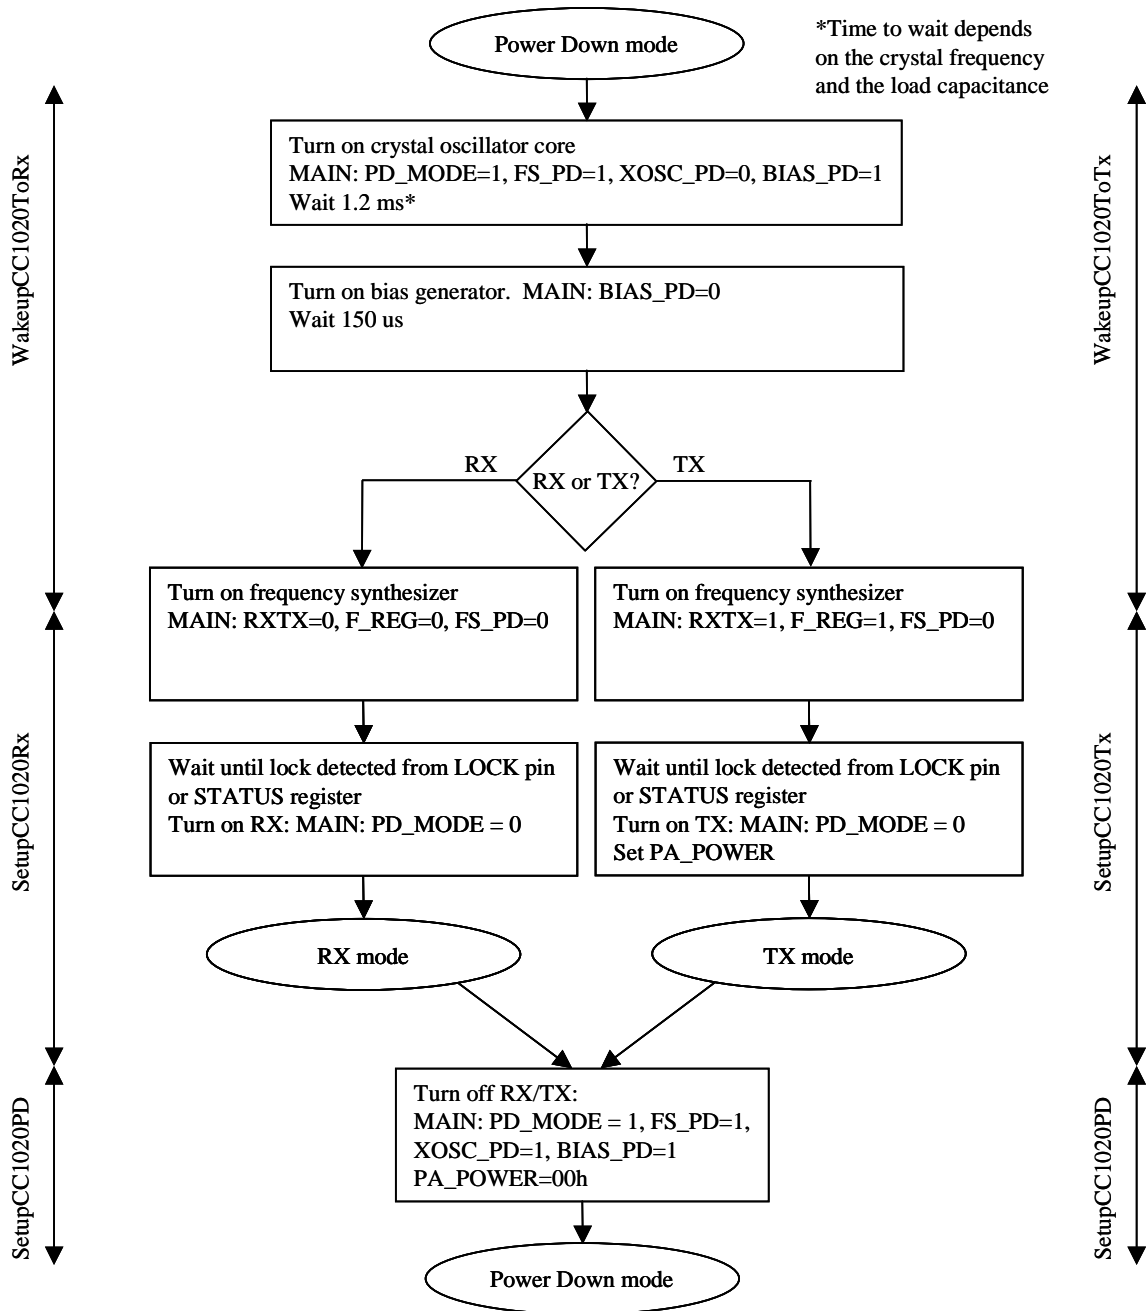 Power Down mode
*Time to wait depends
on the crystal frequency
and the load capacitance
WakeupCC1020ToRx
WakeupCC1020ToTx
Turn on crystal oscillator core
MAIN: PD_MODE=1, FS_PD=1, XOSC_PD=0, BIAS_PD=1
Wait 1.2 ms*
Turn on bias generator.  MAIN: BIAS_PD=0
Wait 150 us
RX
RX or TX?
TX
Turn on frequency synthesizer
MAIN: RXTX=0, F_REG=0, FS_PD=0
Turn on frequency synthesizer
MAIN: RXTX=1, F_REG=1, FS_PD=0
SetupCC1020Rx
SetupCC1020Tx
Wait until lock detected from LOCK pin
or STATUS register
Turn on RX: MAIN: PD_MODE = 0
Wait until lock detected from LOCK pin
or STATUS register
Turn on TX: MAIN: PD_MODE = 0
Set PA_POWER
RX mode
TX mode
SetupCC1020PD
SetupCC1020PD
Turn off RX/TX:
MAIN: PD_MODE = 1, FS_PD=1,
XOSC_PD=1, BIAS_PD=1
PA_POWER=00h
Power Down mode